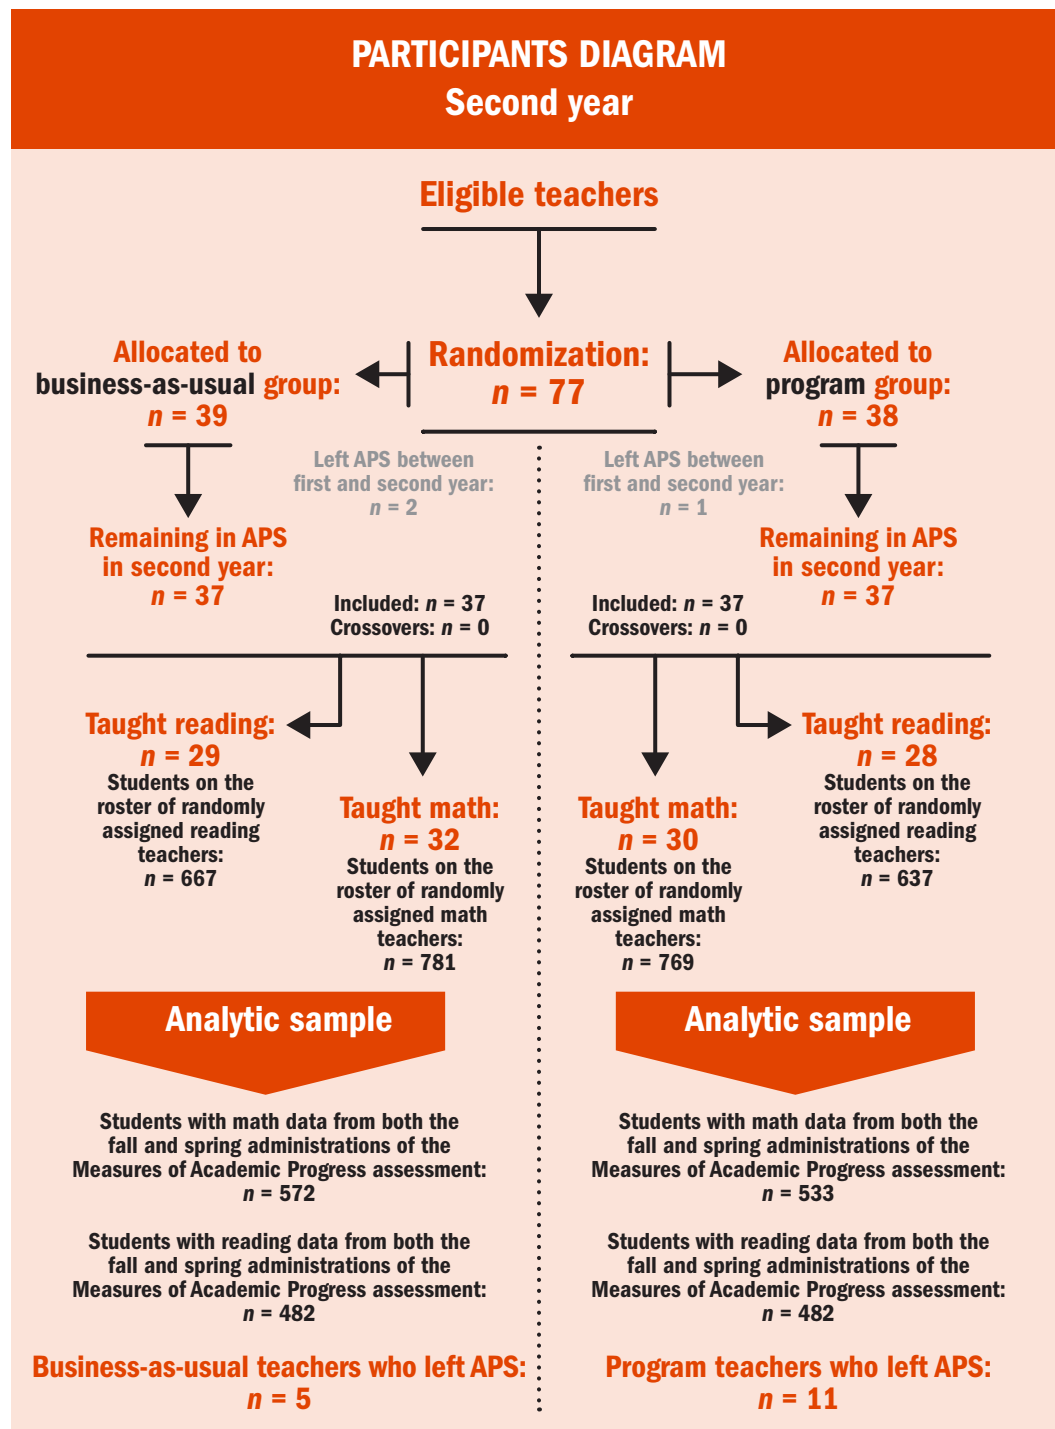 PARTICIPANTS DIAGRAM
Second year
Eligible teachers
Randomization:
n = 77
Allocated to
business-as-usual group:
n = 39
Allocated to
program group:
n = 38
Left APS between
first and second year:
n = 2
Left APS between
first and second year:
n = 1
Remaining in APS
in second year:
n = 37
Remaining in APS
in second year:
n = 37
Included: n = 37
Crossovers: n = 0
Included: n = 37
Crossovers: n = 0
Taught reading:
n = 29
Students on the
roster of randomly
assigned reading
teachers:
n = 667
Taught math:
n = 32
Students on the
roster of randomly
assigned math
teachers:
n = 781
Taught math:
n = 30
Students on the
roster of randomly
assigned math
teachers:
n = 769
Taught reading:
n = 28
Students on the
roster of randomly
assigned reading
teachers:
n = 637
Analytic sample
Students with math data from both the
fall and spring administrations of the
Measures of Academic Progress assessment:
n = 572
Students with reading data from both the
fall and spring administrations of the
Measures of Academic Progress assessment:
n = 482
Business-as-usual teachers who left APS:
n = 5
Analytic sample
Students with math data from both the
fall and spring administrations of the
Measures of Academic Progress assessment:
n = 533
Students with reading data from both the
fall and spring administrations of the
Measures of Academic Progress assessment:
n = 482
Program teachers who left APS:
n = 11